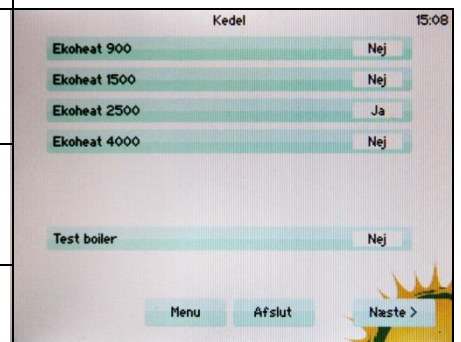 Kedel 15:08
Ekoheat 900 Nej
Ekoheat 1500 Nej
Ekoheat 2500 Ja
Ekoheat 4000 Nej
Test boiler Nej
Menu Afslut Næste >